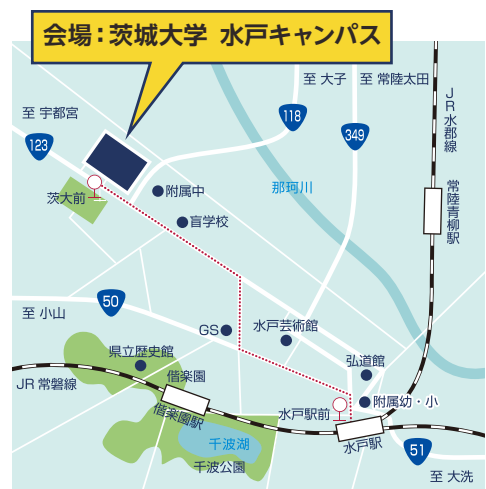 会場：茨城大学 水戸キャンパス
至 大子
至 常陸太田
至 宇都宮
118
349
123
JR水郡線
那珂川
附属中
茨大前
盲学校
常陸青柳駅
50
至 小山
GS
水戸芸術館
県立歴史館
弘道館
JR 常磐線
偕楽園
附属幼・小
水戸駅前
偕楽園駅
千波湖
水戸駅
51
千波公園
至 大洗